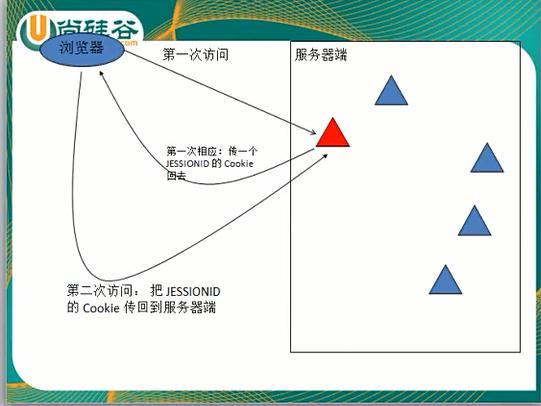 尚硅谷
.com
浏览器
第一次访问
服务器端
第一次相应：传一个
JESSIONID 的 Cookie
回去
第二次访问： 把 JESSIONID
的 Cookie 传回到服务器端